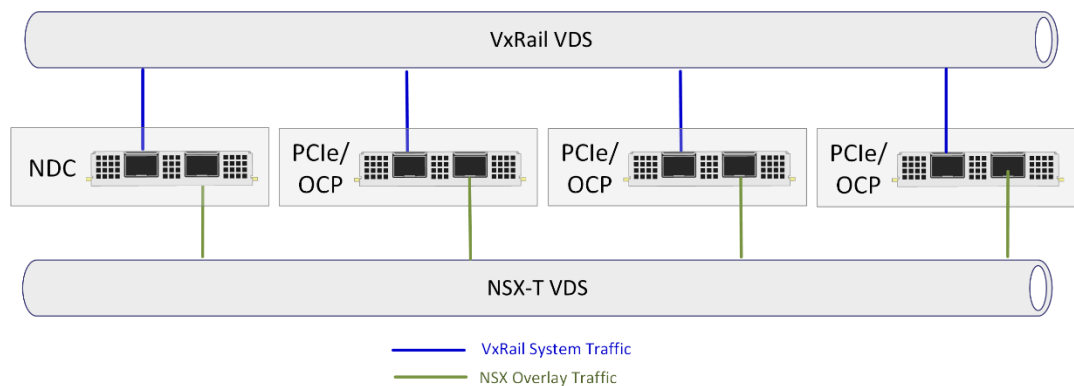 VxRail VDS
NDC
PCIe/
OCP
PCIe/
OCP
PCIe/
OCP
NSX-T VDS
VxRail System Traffic
NSX Overlay Traffic